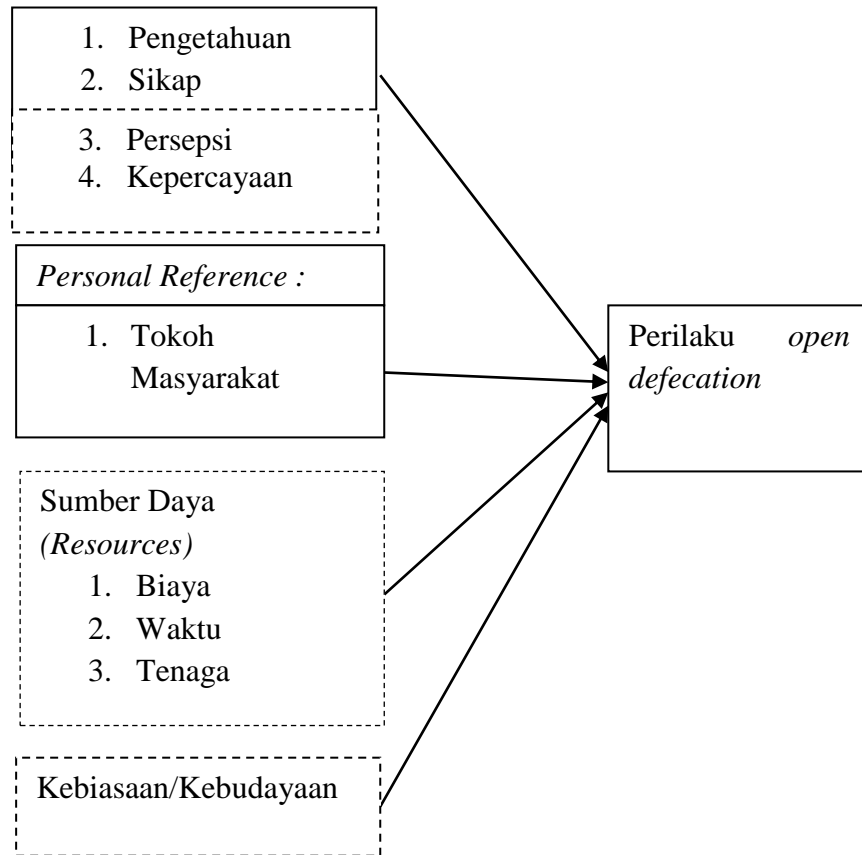 1. Pengetahuan
2. Sikap
3. Persepsi
4. Kepercayaan
Personal Reference :
1. Tokoh
Masyarakat
Perilaku open
defecation
Sumber Daya
(Resources)
1. Biaya
2. Waktu
3. Tenaga
Kebiasaan/Kebudayaan